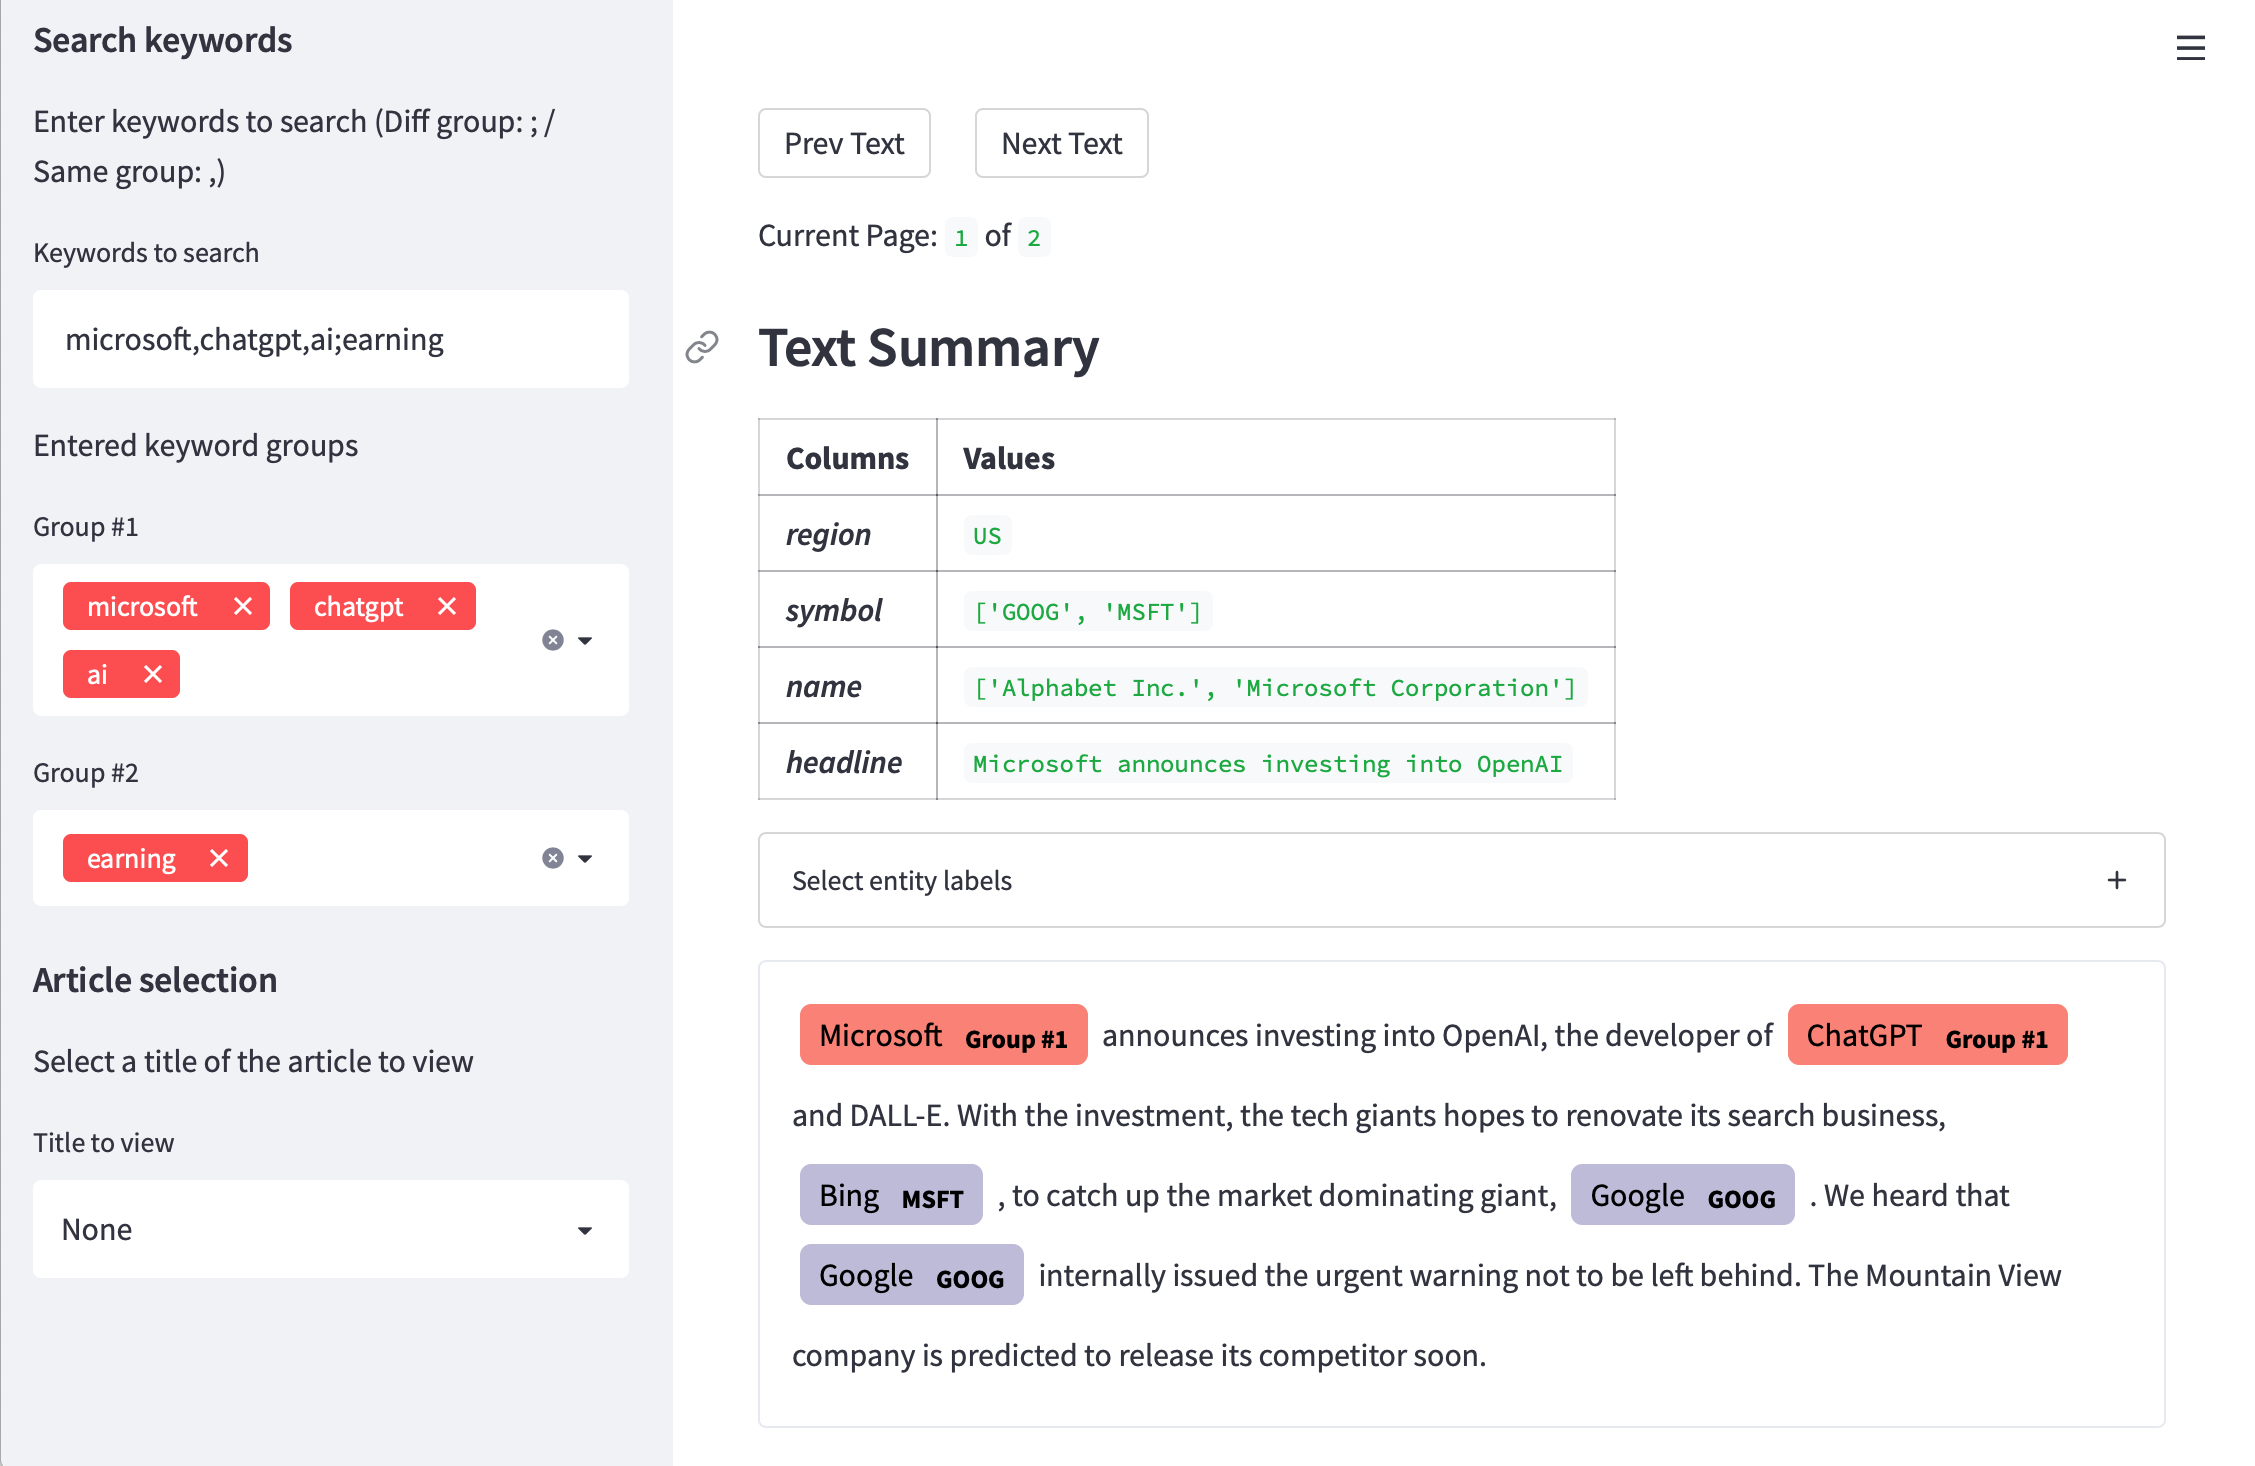 Search keywords
Enter keywords to search (Diff group: ; /
Same group: ,)
Keywords to search
microsoft,chatgpt,ai;earning
Entered keyword groups
Group #1
microsoft chatgpt
ai
Group #2
earning
Article selection
Select a title of the article to view
Title to view
None
Prev Text Next Text
Current Page: 1 of 2
Text Summary
Columns Values
region US
symbol ['GOOG', 'MSFT']
name ['Alphabet Inc.', 'Microsoft Corporation']
headline Microsoft announces investing into OpenAI
Select entity labels
Microsoft Group #1 announces investing into OpenAI, the developer of ChatGPT Group #1
and DALL-E. With the investment, the tech giants hopes to renovate its search business,
Bing MSFT , to catch up the market dominating giant, Google GOOG . We heard that
Google GOOG internally issued the urgent warning not to be left behind. The Mountain View
company is predicted to release its competitor soon.